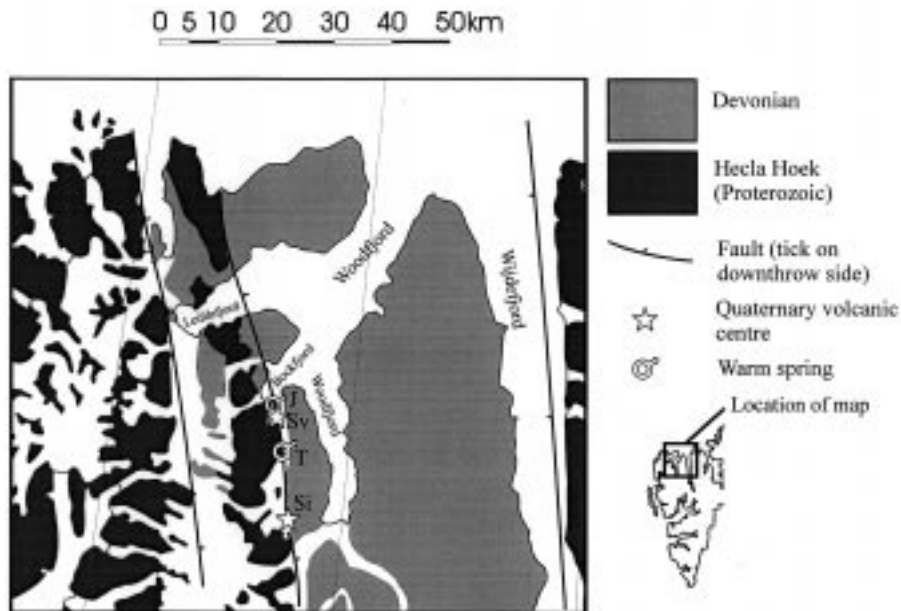 0 5 10 20 30 50km
Devonian
Hecla Hoek
(Proterozoic)
Fault (tick on
downthrow side)
Quaternary volcanic
centre
Warm spring
Location of map
Woodfjord
Wijdefjord
Liefdefjord
Bockfjord
Woodfjord
J
Sv
T
Si